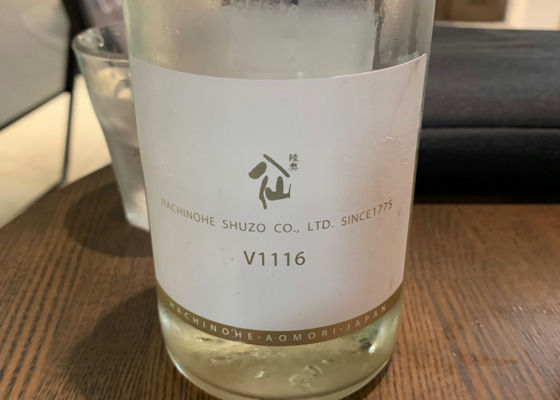 陸奥
八仙
HACHINOHE SHUZO CO., LTD. SINCE1775
V1116
HACHINOHE·AOMORI·JAPAN